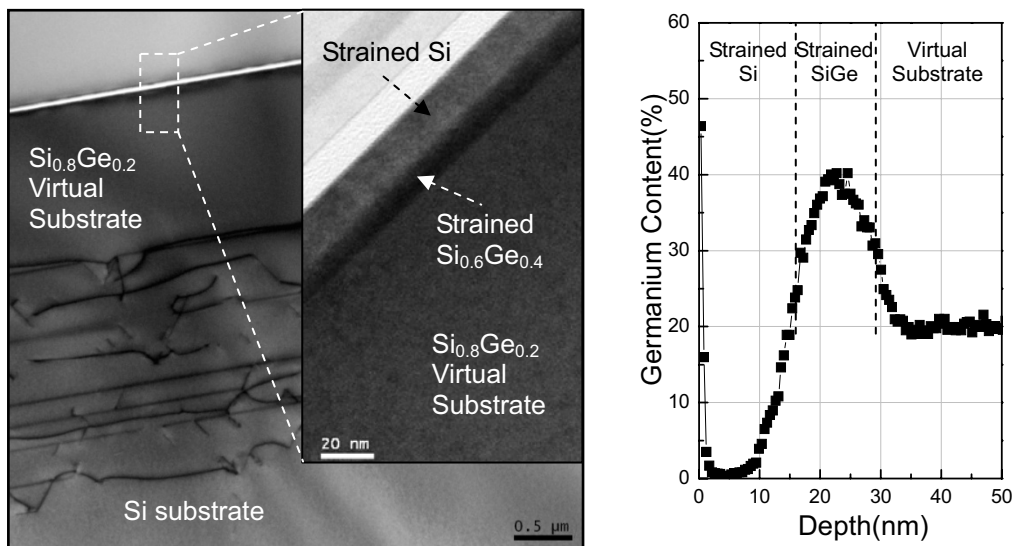 Si0.8Ge0.2
Virtual
Substrate
Si substrate
0.5 µm
Strained Si
Strained
Si0.6Ge0.4
Si0.8Ge0.2
Virtual
Substrate
20 nm
Strained
Si
Strained
SiGe
Virtual
Substrate
Germanium Content(%)
60
50
40
30
20
10
0
0 10 20 30 40 50
Depth(nm)